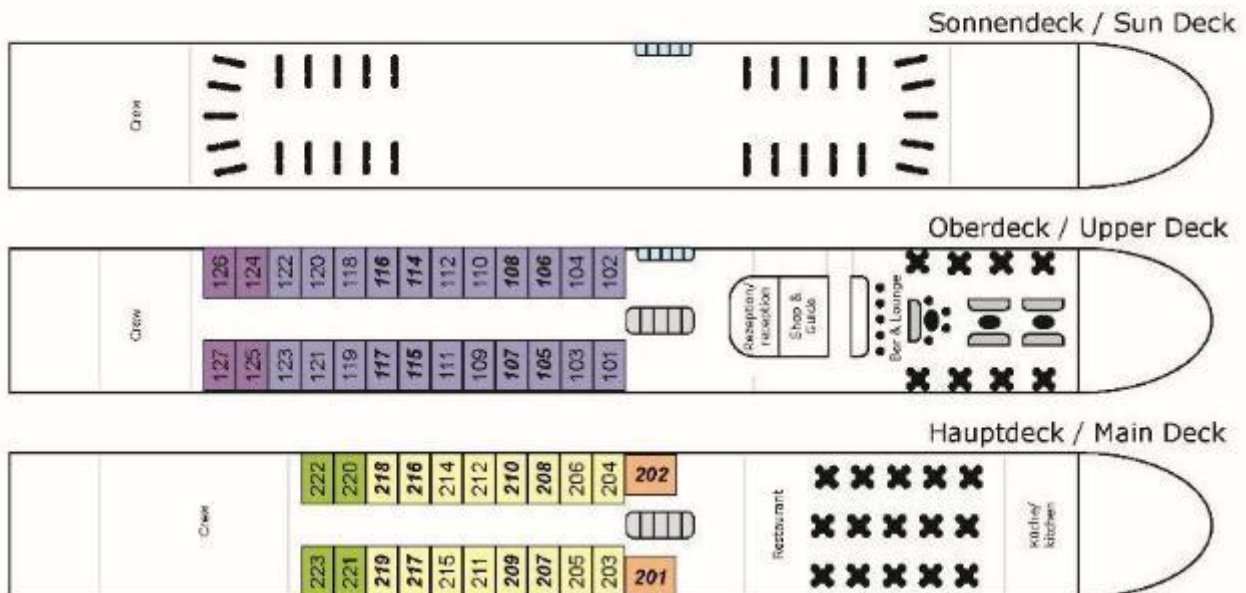 Sonnendeck / Sun Deck
Crew
Oberdeck / Upper Deck
126 124 122 120 118 116 114 112 110 108 106 104 102
Crew
Rezeption/
reception
Shop &
Guide
Bar & Lounge
127 125 123 121 119 117 115 111 109 107 105 103 101
Hauptdeck / Main Deck
222 220 218 216 214 212 210 208 206 204 202
Crew
Restaurant
Küche/
kitchen
223 221 219 217 215 211 209 207 205 203 201